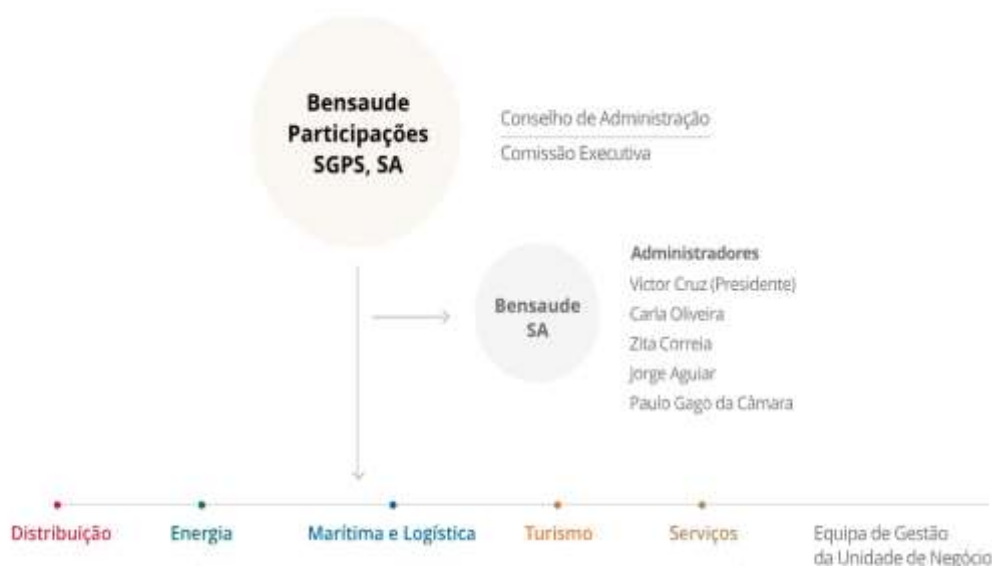 Bensaude
Participações
SGPS, SA
Conselho de Administração
Comissão Executiva
Bensaude
SA
Administradores
Victor Cruz (Presidente)
Carla Oliveira
Zita Correia
Jorge Aguiar
Paulo Gago da Câmara
Distribuição
Energia
Marítima e Logística
Turismo
Serviços
Equipa de Gestão
da Unidade de Negócio